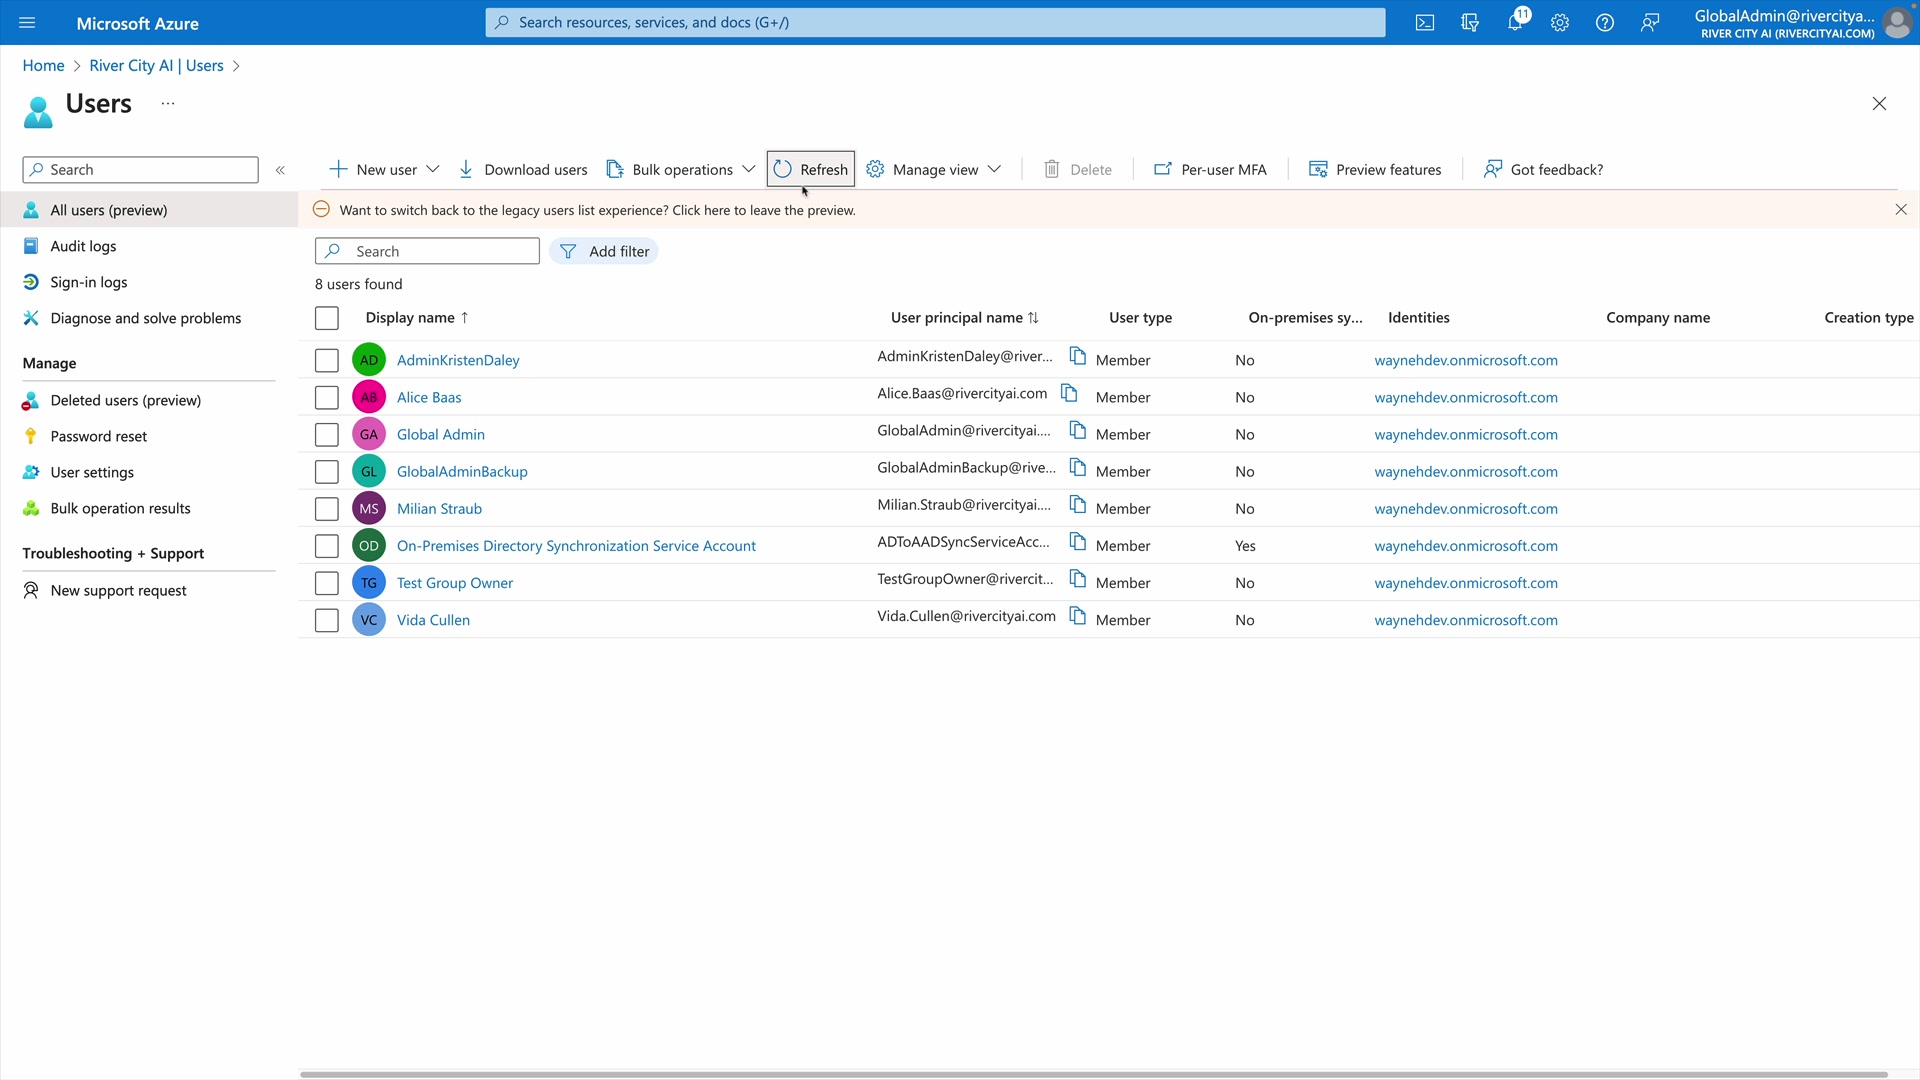 Microsoft Azure
Search resources, services, and docs (G+/)
11
GlobalAdmin@rivercitya...
RIVER CITY AI (RIVERCITYAI.COM)
Home > River City AI | Users >
Users ...
Search «
New user Download users Bulk operations Refresh Manage view Delete Per-user MFA Preview features Got feedback?
All users (preview)
Audit logs
Sign-in logs
Diagnose and solve problems
Manage
Deleted users (preview)
Password reset
User settings
Bulk operation results
Troubleshooting + Support
New support request
Want to switch back to the legacy users list experience? Click here to leave the preview.
Search Add filter
8 users found
Display name ↑ User principal name ↑↓ User type On-premises sy... Identities Company name Creation type
AD AdminKristenDaley AdminKristenDaley@river... Member No waynehdev.onmicrosoft.com
AB Alice Baas Alice.Baas@rivercityai.com Member No waynehdev.onmicrosoft.com
GA Global Admin GlobalAdmin@rivercityai.... Member No waynehdev.onmicrosoft.com
GL GlobalAdminBackup GlobalAdminBackup@rive... Member No waynehdev.onmicrosoft.com
MS Milian Straub Milian.Straub@rivercityai.... Member No waynehdev.onmicrosoft.com
OD On-Premises Directory Synchronization Service Account ADToAADSyncServiceAcc... Member Yes waynehdev.onmicrosoft.com
TG Test Group Owner TestGroupOwner@rivercit... Member No waynehdev.onmicrosoft.com
VC Vida Cullen Vida.Cullen@rivercityai.com Member No waynehdev.onmicrosoft.com